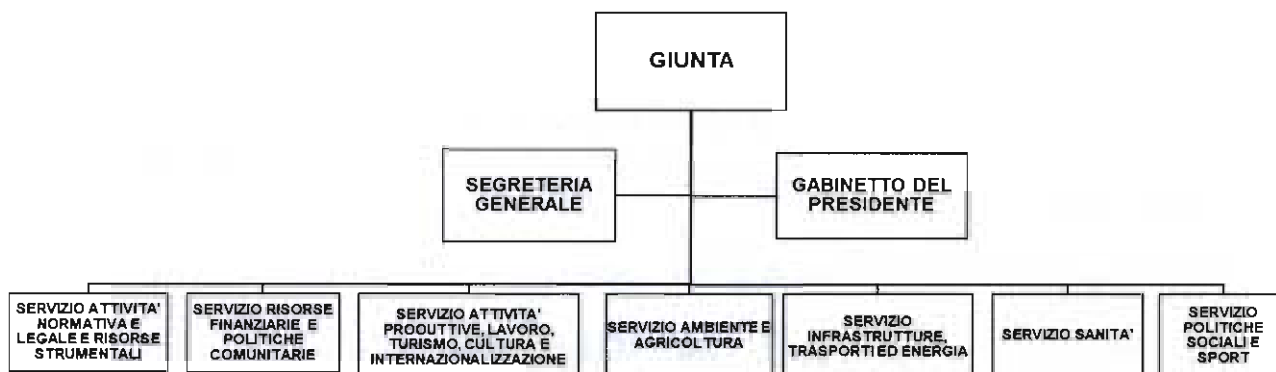 GIUNTA
SEGRETERIA
GENERALE
GABINETTO DEL
PRESIDENTE
SERVIZIO ATTIVITA'
NORMATIVA E
LEGALE E RISORSE
STRUMENTALI
SERVIZIO RISORSE
FINANZIARIE E
POLITICHE
COMUNITARIE
SERVIZIO ATTIVITA'
PRODUTTIVE, LAVORO,
TURISMO, CULTURA E
INTERNAZIONALIZZAZIONE
SERVIZIO AMBIENTE E
AGRICOLTURA
SERVIZIO
INFRASTRUTTURE,
TRASPORTI ED ENERGIA
SERVIZIO SANITA'
SERVIZIO
POLITICHE
SOCIALI E
SPORT